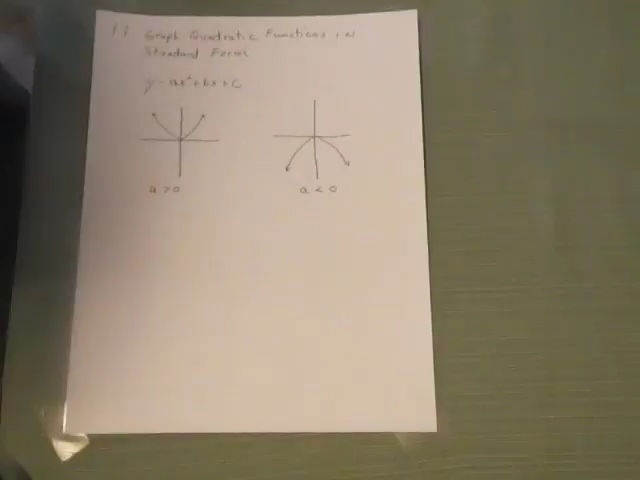 Graph Quadratic Functions in
Standard Form
y = ax² + bx + c
a > 0
a < 0